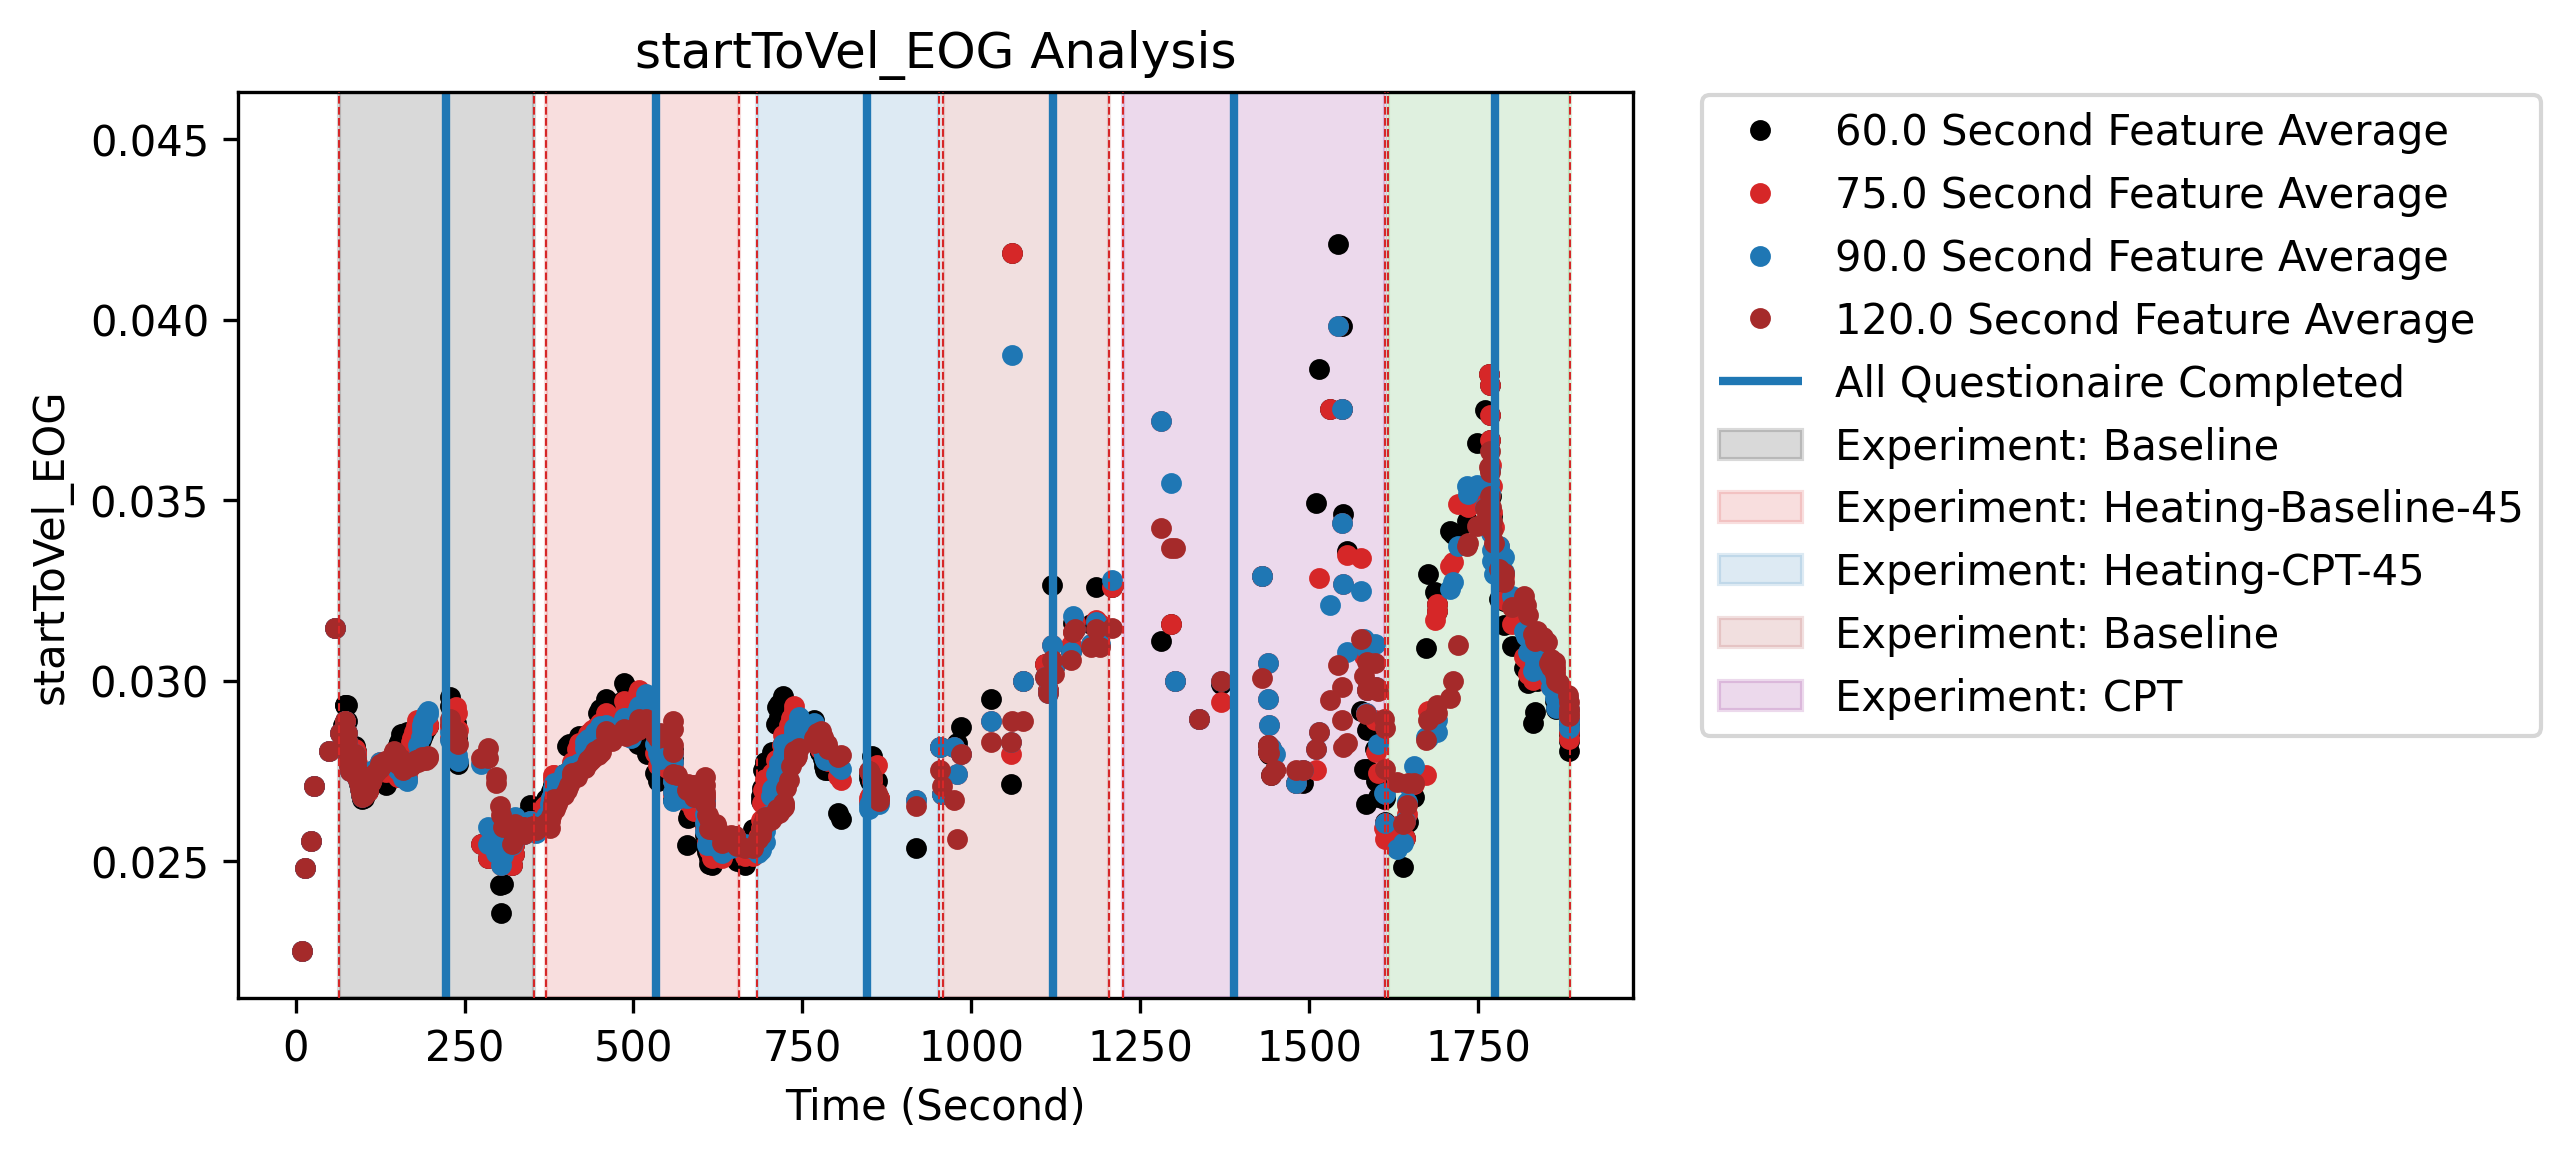 startToVel_EOG Analysis
0.045
0.040
0.035
0.030
0.025
startToVel_EOG
0 250 500 750 1000 1250 1500 1750
Time (Second)
60.0 Second Feature Average
75.0 Second Feature Average
90.0 Second Feature Average
120.0 Second Feature Average
All Questionaire Completed
Experiment: Baseline
Experiment: Heating-Baseline-45
Experiment: Heating-CPT-45
Experiment: Baseline
Experiment: CPT